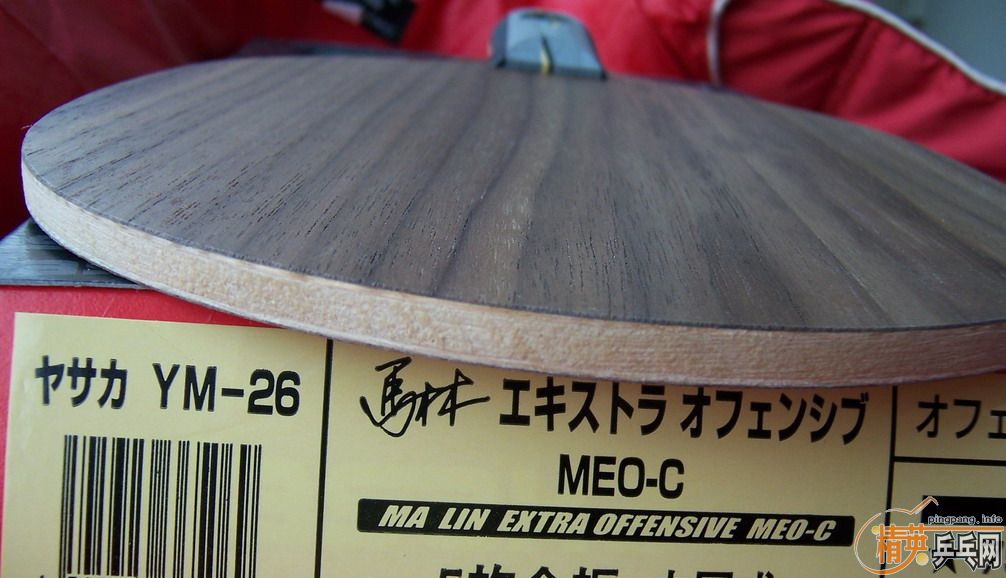 ヤサカ YM-26
馬林 エキストラ オフェンシブ
MEO-C
MA LIN EXTRA OFFENSIVE MEO-C
オフェ
pingpang.info
精英乒乓网